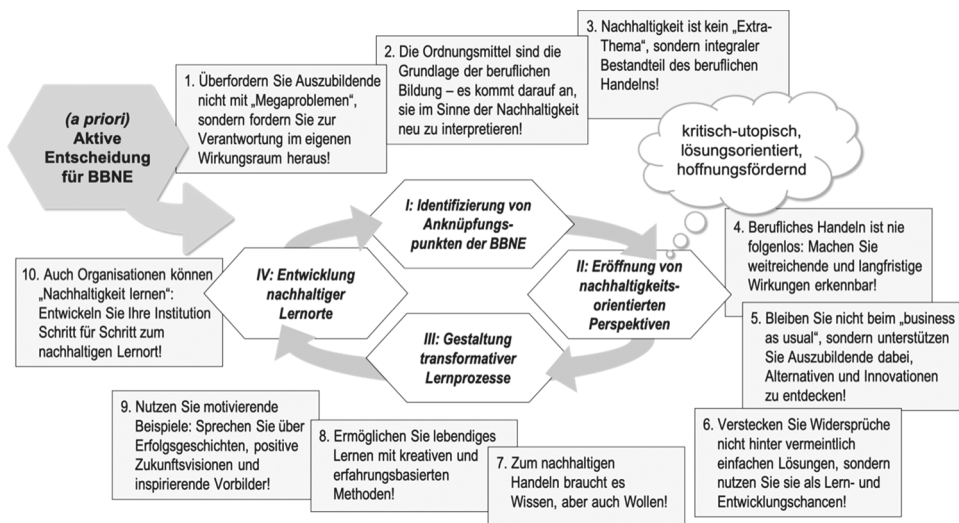 (a priori)
Aktive
Entscheidung
für BBNE
1. Überfordern Sie Auszubildende
nicht mit „Megaproblemen“,
sondern fordern Sie zur
Verantwortung im eigenen
Wirkungsraum heraus!
2. Die Ordnungsmittel sind die
Grundlage der beruflichen
Bildung – es kommt darauf an,
sie im Sinne der Nachhaltigkeit
neu zu interpretieren!
3. Nachhaltigkeit ist kein „Extra-
Thema“, sondern integraler
Bestandteil des beruflichen
Handelns!
kritisch-utopisch,
lösungsorientiert,
hoffnungsfördernd
I: Identifizierung von
Anknüpfungs-
punkten der BBNE
II: Eröffnung von
nachhaltigkeits-
orientierten
Perspektiven
III: Gestaltung
transformativer
Lernprozesse
IV: Entwicklung
nachhaltiger
Lernorte
4. Berufliches Handeln ist nie
folgenlos: Machen Sie
weitreichende und langfristige
Wirkungen erkennbar!
5. Bleiben Sie nicht beim „business
as usual“, sondern unterstützen
Sie Auszubildende dabei,
Alternativen und Innovationen
zu entdecken!
6. Verstecken Sie Widersprüche
nicht hinter vermeintlich
einfachen Lösungen, sondern
nutzen Sie sie als Lern- und
Entwicklungschancen!
7. Zum nachhaltigen
Handeln braucht es
Wissen, aber auch Wollen!
8. Ermöglichen Sie lebendiges
Lernen mit kreativen und
erfahrungsbasierten
Methoden!
9. Nutzen Sie motivierende
Beispiele: Sprechen Sie über
Erfolgsgeschichten, positive
Zukunftsvisionen und
inspirierende Vorbilder!
10. Auch Organisationen können
„Nachhaltigkeit lernen“:
Entwickeln Sie Ihre Institution
Schritt für Schritt zum
nachhaltigen Lernort!